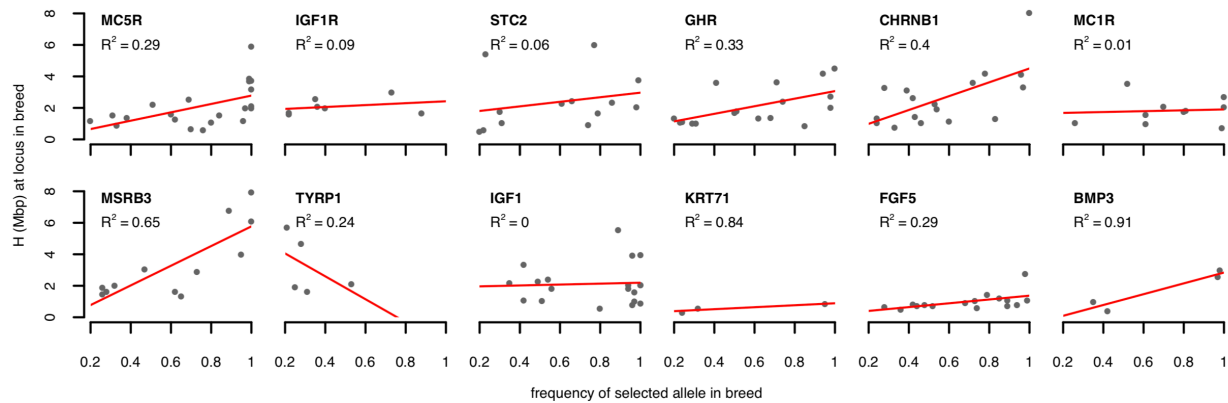 MC5R
R² = 0.29
IGF1R
R² = 0.09
STC2
R² = 0.06
GHR
R² = 0.33
CHRNB1
R² = 0.4
MC1R
R² = 0.01
8
6
4
2
0
MSRB3
R² = 0.65
TYRP1
R² = 0.24
IGF1
R² = 0
KRT71
R² = 0.84
FGF5
R² = 0.29
BMP3
R² = 0.91
8
6
4
2
0
H (Mbp) at locus in breed
0.2 0.4 0.6 0.8 1
0.2 0.4 0.6 0.8 1
0.2 0.4 0.6 0.8 1
0.2 0.4 0.6 0.8 1
0.2 0.4 0.6 0.8 1
0.2 0.4 0.6 0.8 1
frequency of selected allele in breed